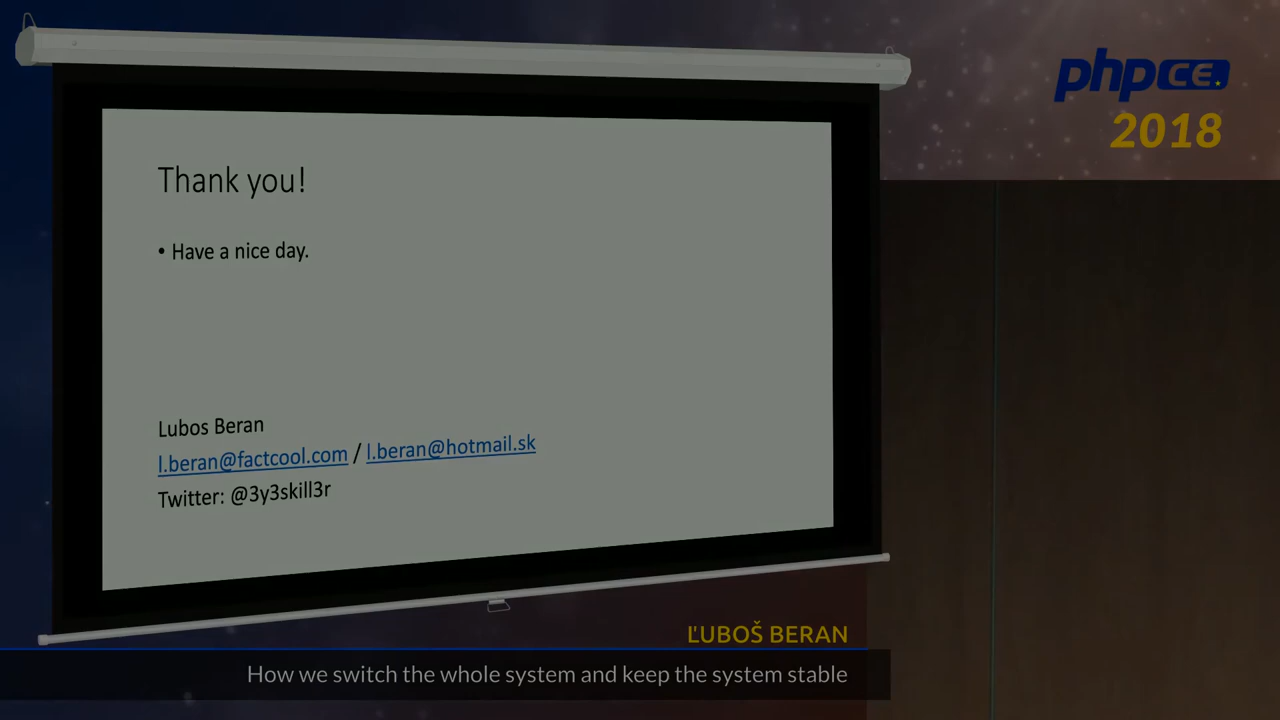 phpCE.
2018
Thank you!
• Have a nice day.
Lubos Beran
l.beran@factcool.com / l.beran@hotmail.sk
Twitter: @3y3skill3r
ĽUBOŠ BERAN
How we switch the whole system and keep the system stable